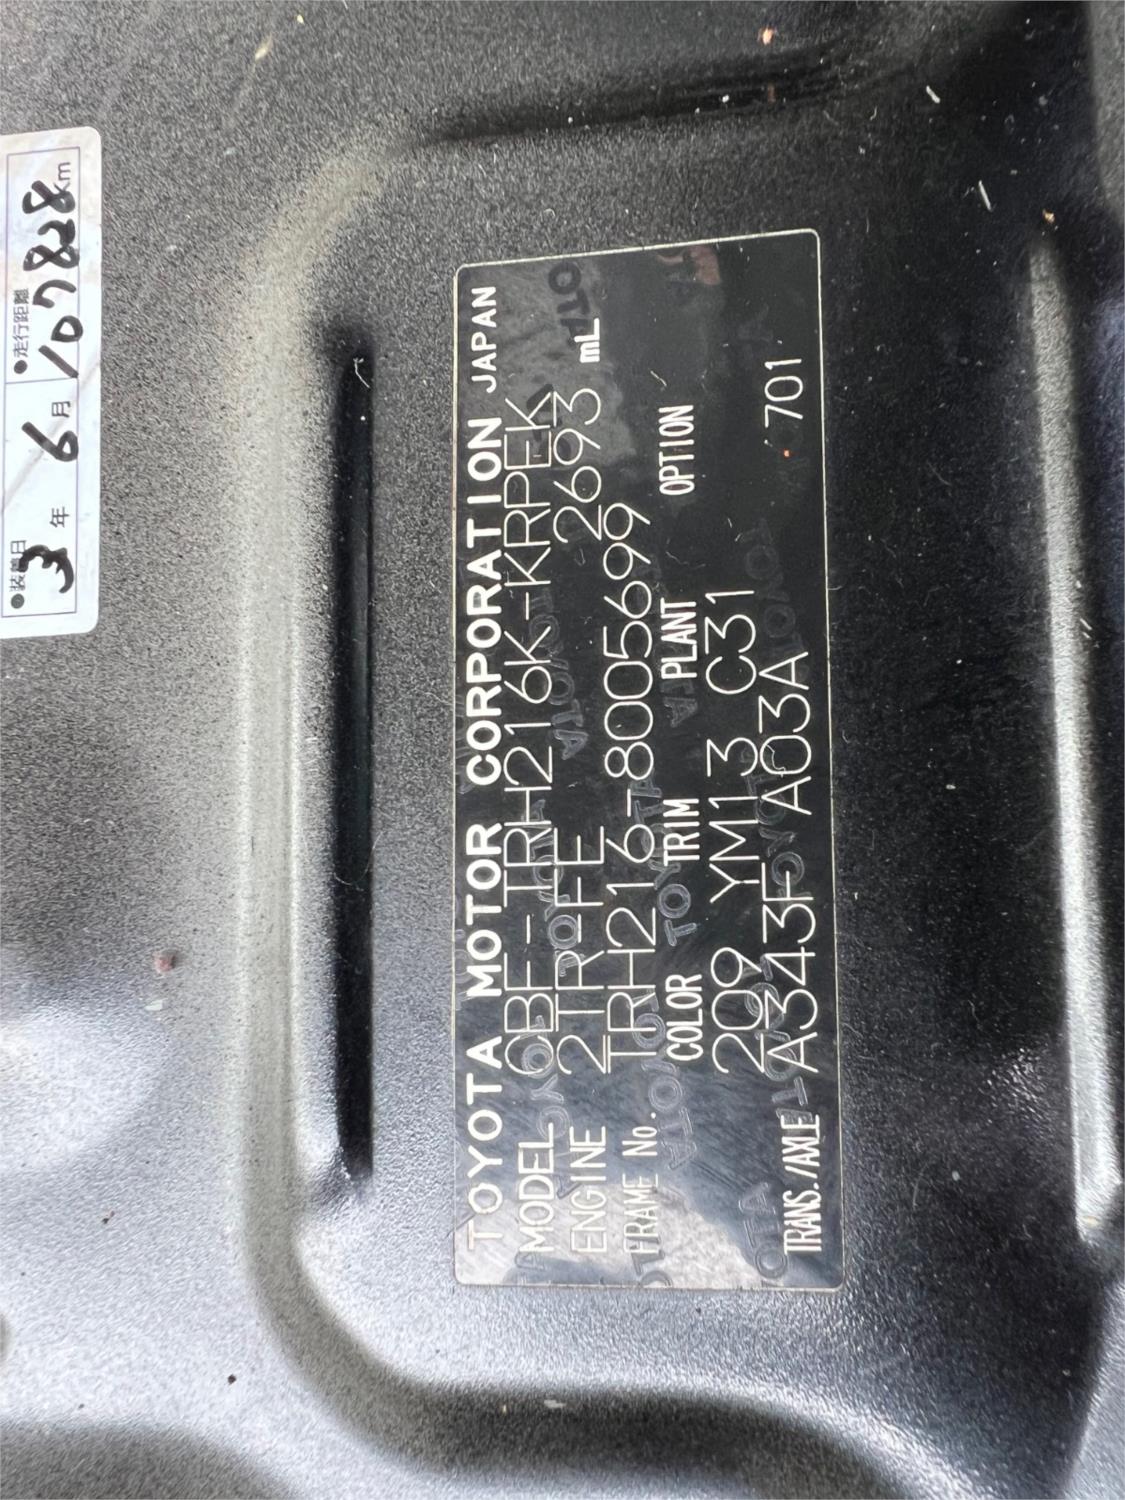 ●装着日 ●走行距離
3年 6月 107828 Km
TOYOTA MOTOR CORPORATION JAPAN
MODEL CBF-TRH216K-KRPEK
ENGINE 2TR-FE 2693 mL
FRAME No. TRH216-8005699
COLOR TRIM PLANT OPTION
209 YM13 C31
TRANS./AXLE A343F A03A 701